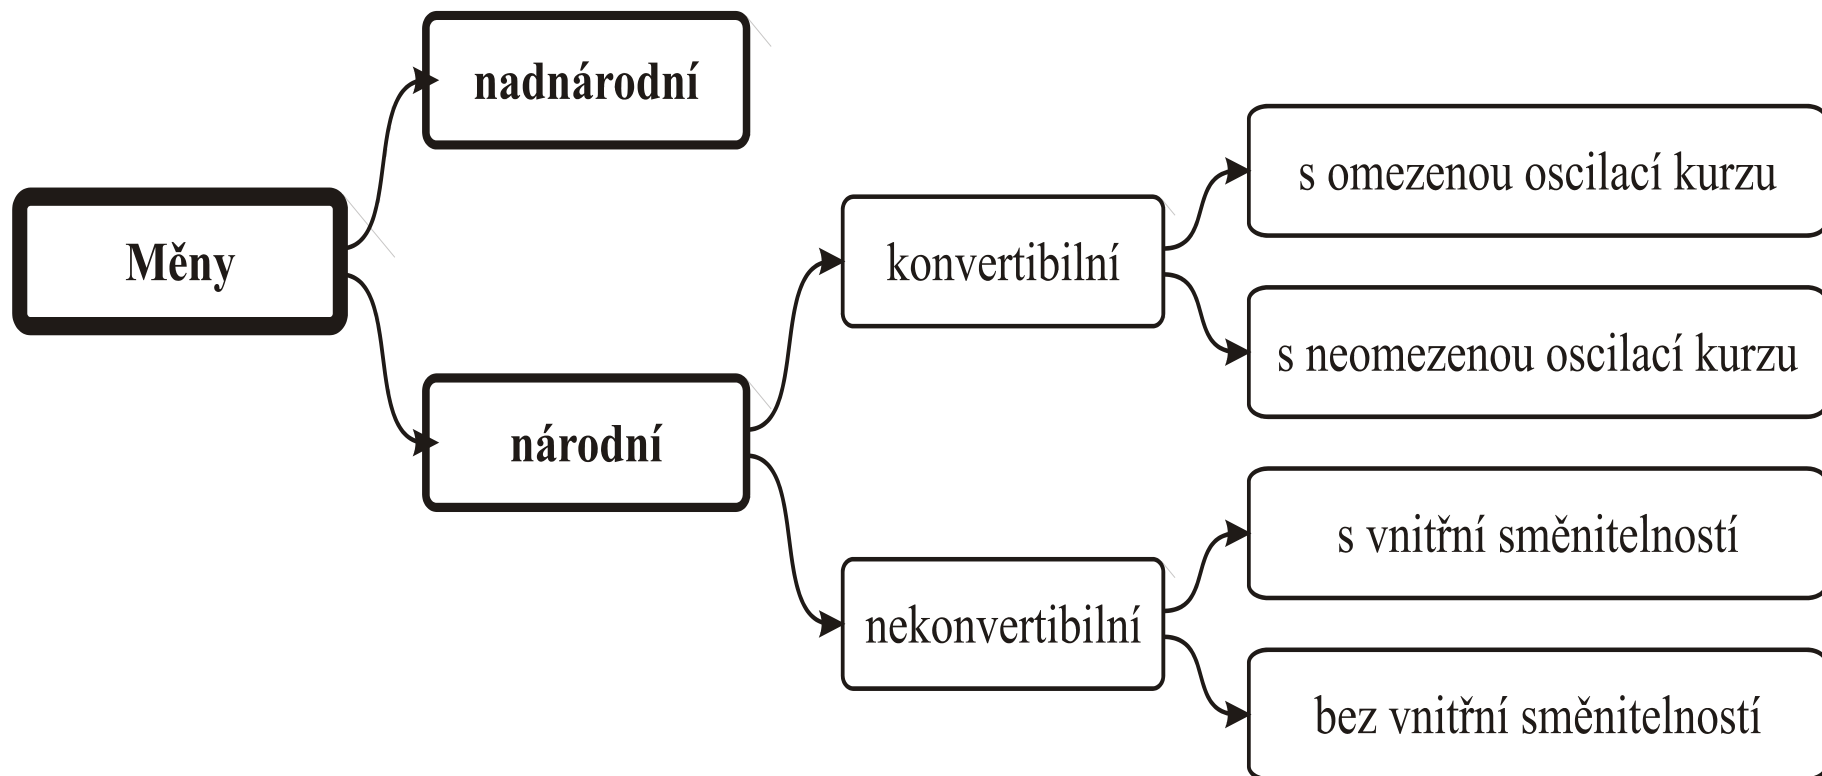 Měny
nadnárodní
národní
konvertibilní
nekonvertibilní
s omezenou oscilací kurzu
s neomezenou oscilací kurzu
s vnitřní směnitelností
bez vnitřní směnitelností